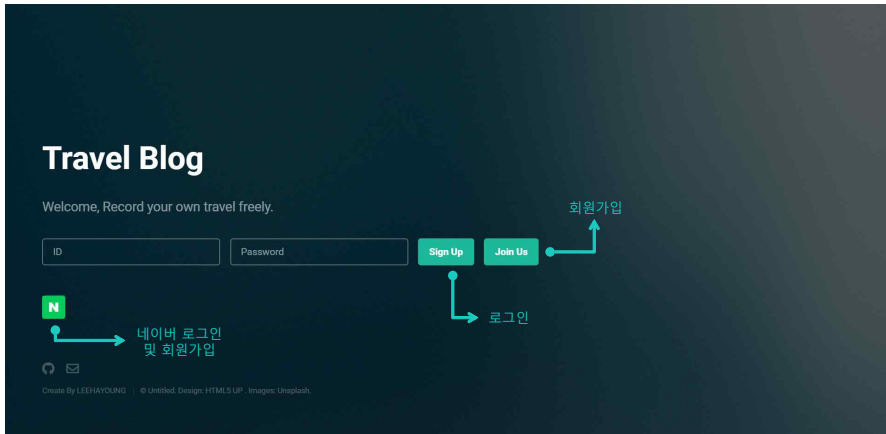 Travel Blog
Welcome, Record your own travel freely.
회원가입
ID
Password
Sign Up
Join Us
N
로그인
네이버 로그인
및 회원가입
Create By LEEHAYOUNG
© Untitled. Design: HTML5 UP . Images: Unsplash.